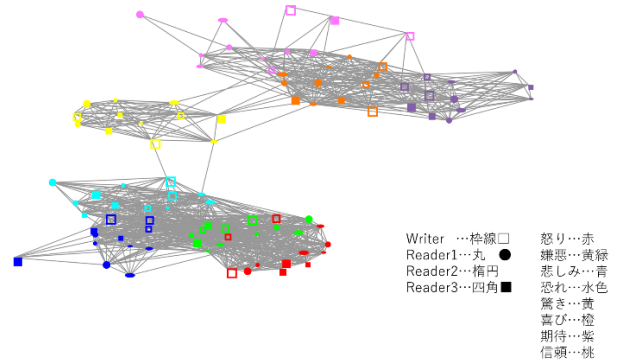 Writer …枠線□
Reader1…丸 ●
Reader2…楕円
Reader3…四角■
怒り…赤
嫌悪…黄緑
悲しみ…青
恐れ…水色
驚き…黄
喜び…橙
期待…紫
信頼…桃